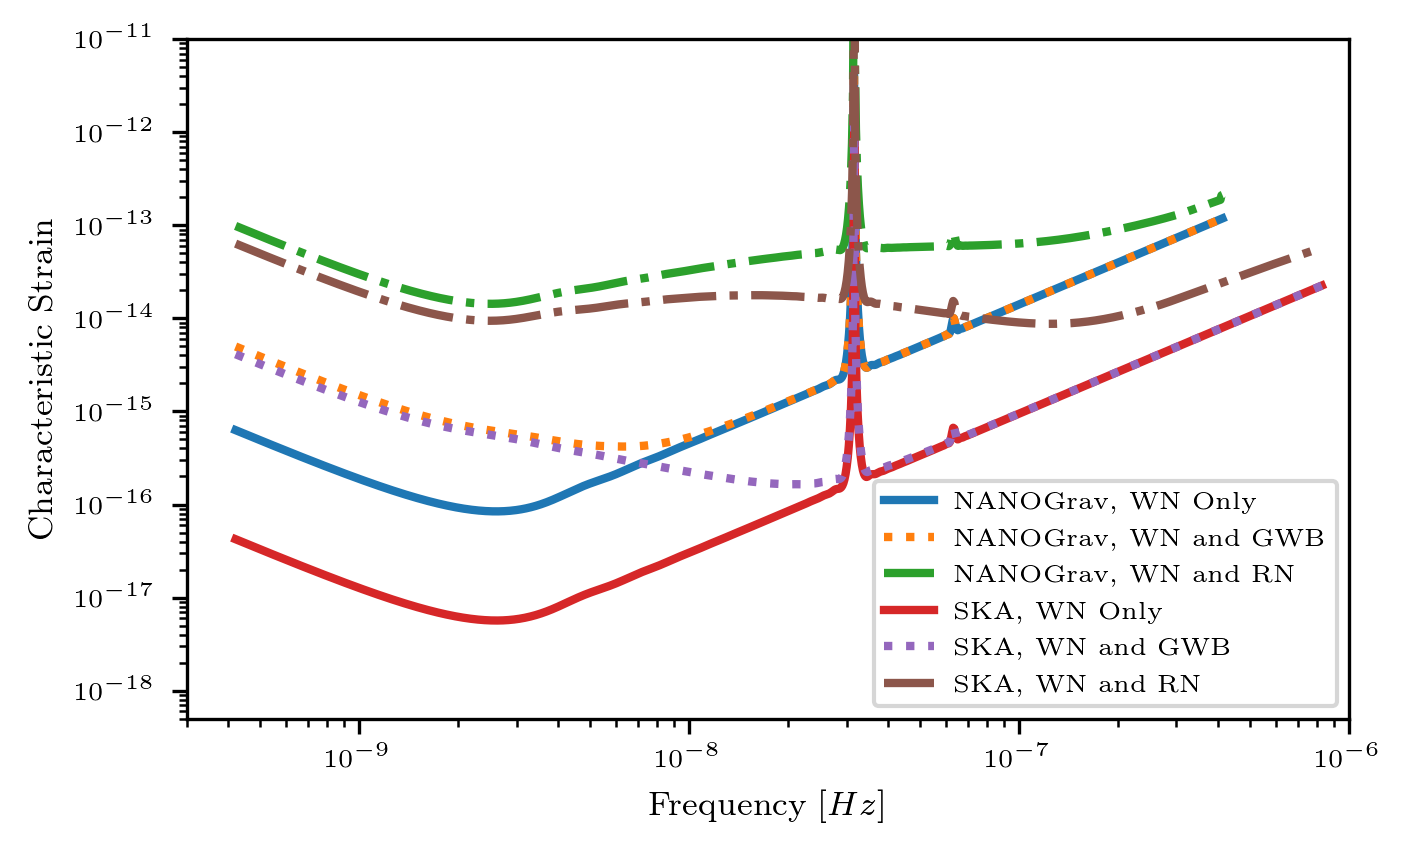 10^{-11}
10^{-12}
10^{-13}
10^{-14}
10^{-15}
10^{-16}
10^{-17}
10^{-18}
Characteristic Strain
NANOGrav, WN Only
NANOGrav, WN and GWB
NANOGrav, WN and RN
SKA, WN Only
SKA, WN and GWB
SKA, WN and RN
10^{-9} 10^{-8} 10^{-7} 10^{-6}
Frequency [Hz]